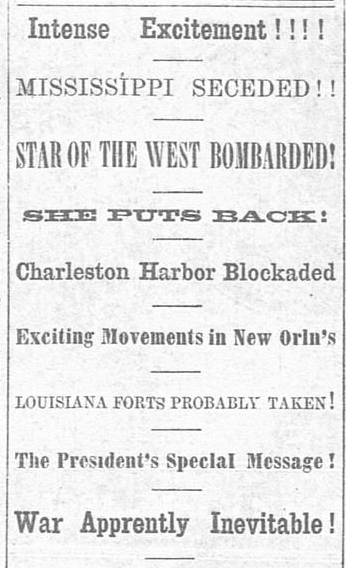 Intense Excitement !!!!
MISSISSIPPI SECEDED!!
STAR OF THE WEST BOMBARDED!
SHE PUTS BACK!
Charleston Harbor Blockaded
Exciting Movements in New Orln's
LOUISIANA FORTS PROBABLY TAKEN!
The President's Special Message!
War Apprently Inevitable!